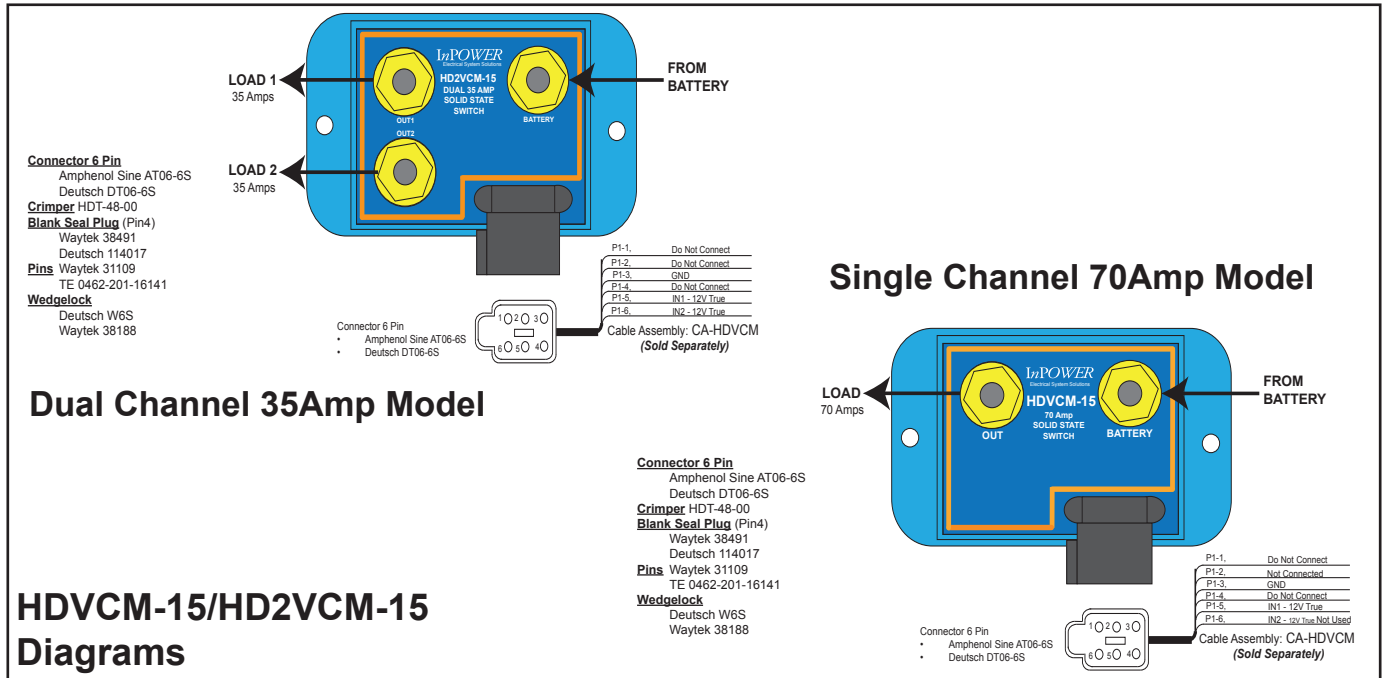 InPOWER
Electrical System Solutions
HD2VCM-15
DUAL 35 AMP
SOLID STATE
SWITCH
OUT1
OUT2
BATTERY
LOAD 1
35 Amps
LOAD 2
35 Amps
FROM
BATTERY
Connector 6 Pin
Amphenol Sine AT06-6S
Deutsch DT06-6S
Crimper HDT-48-00
Blank Seal Plug (Pin4)
Waytek 38491
Deutsch 114017
Pins Waytek 31109
TE 0462-201-16141
Wedgelock
Deutsch W6S
Waytek 38188
P1-1, Do Not Connect
P1-2, Do Not Connect
P1-3, GND
P1-4, Do Not Connect
P1-5, IN1 - 12V True
P1-6, IN2 - 12V True
1 2 3
6 5 4
Connector 6 Pin
• Amphenol Sine AT06-6S
• Deutsch DT06-6S
Cable Assembly: CA-HDVCM
(Sold Separately)
Dual Channel 35Amp Model
Single Channel 70Amp Model
InPOWER
Electrical System Solutions
HDVCM-15
70 Amp
SOLID STATE
SWITCH
OUT
BATTERY
LOAD
70 Amps
FROM
BATTERY
Connector 6 Pin
Amphenol Sine AT06-6S
Deutsch DT06-6S
Crimper HDT-48-00
Blank Seal Plug (Pin4)
Waytek 38491
Deutsch 114017
Pins Waytek 31109
TE 0462-201-16141
Wedgelock
Deutsch W6S
Waytek 38188
P1-1, Do Not Connect
P1-2, Not Connected
P1-3, GND
P1-4, Do Not Connect
P1-5, IN1 - 12V True
P1-6, IN2 - 12V True Not Used
1 2 3
6 5 4
Connector 6 Pin
• Amphenol Sine AT06-6S
• Deutsch DT06-6S
Cable Assembly: CA-HDVCM
(Sold Separately)
HDVCM-15/HD2VCM-15
Diagrams